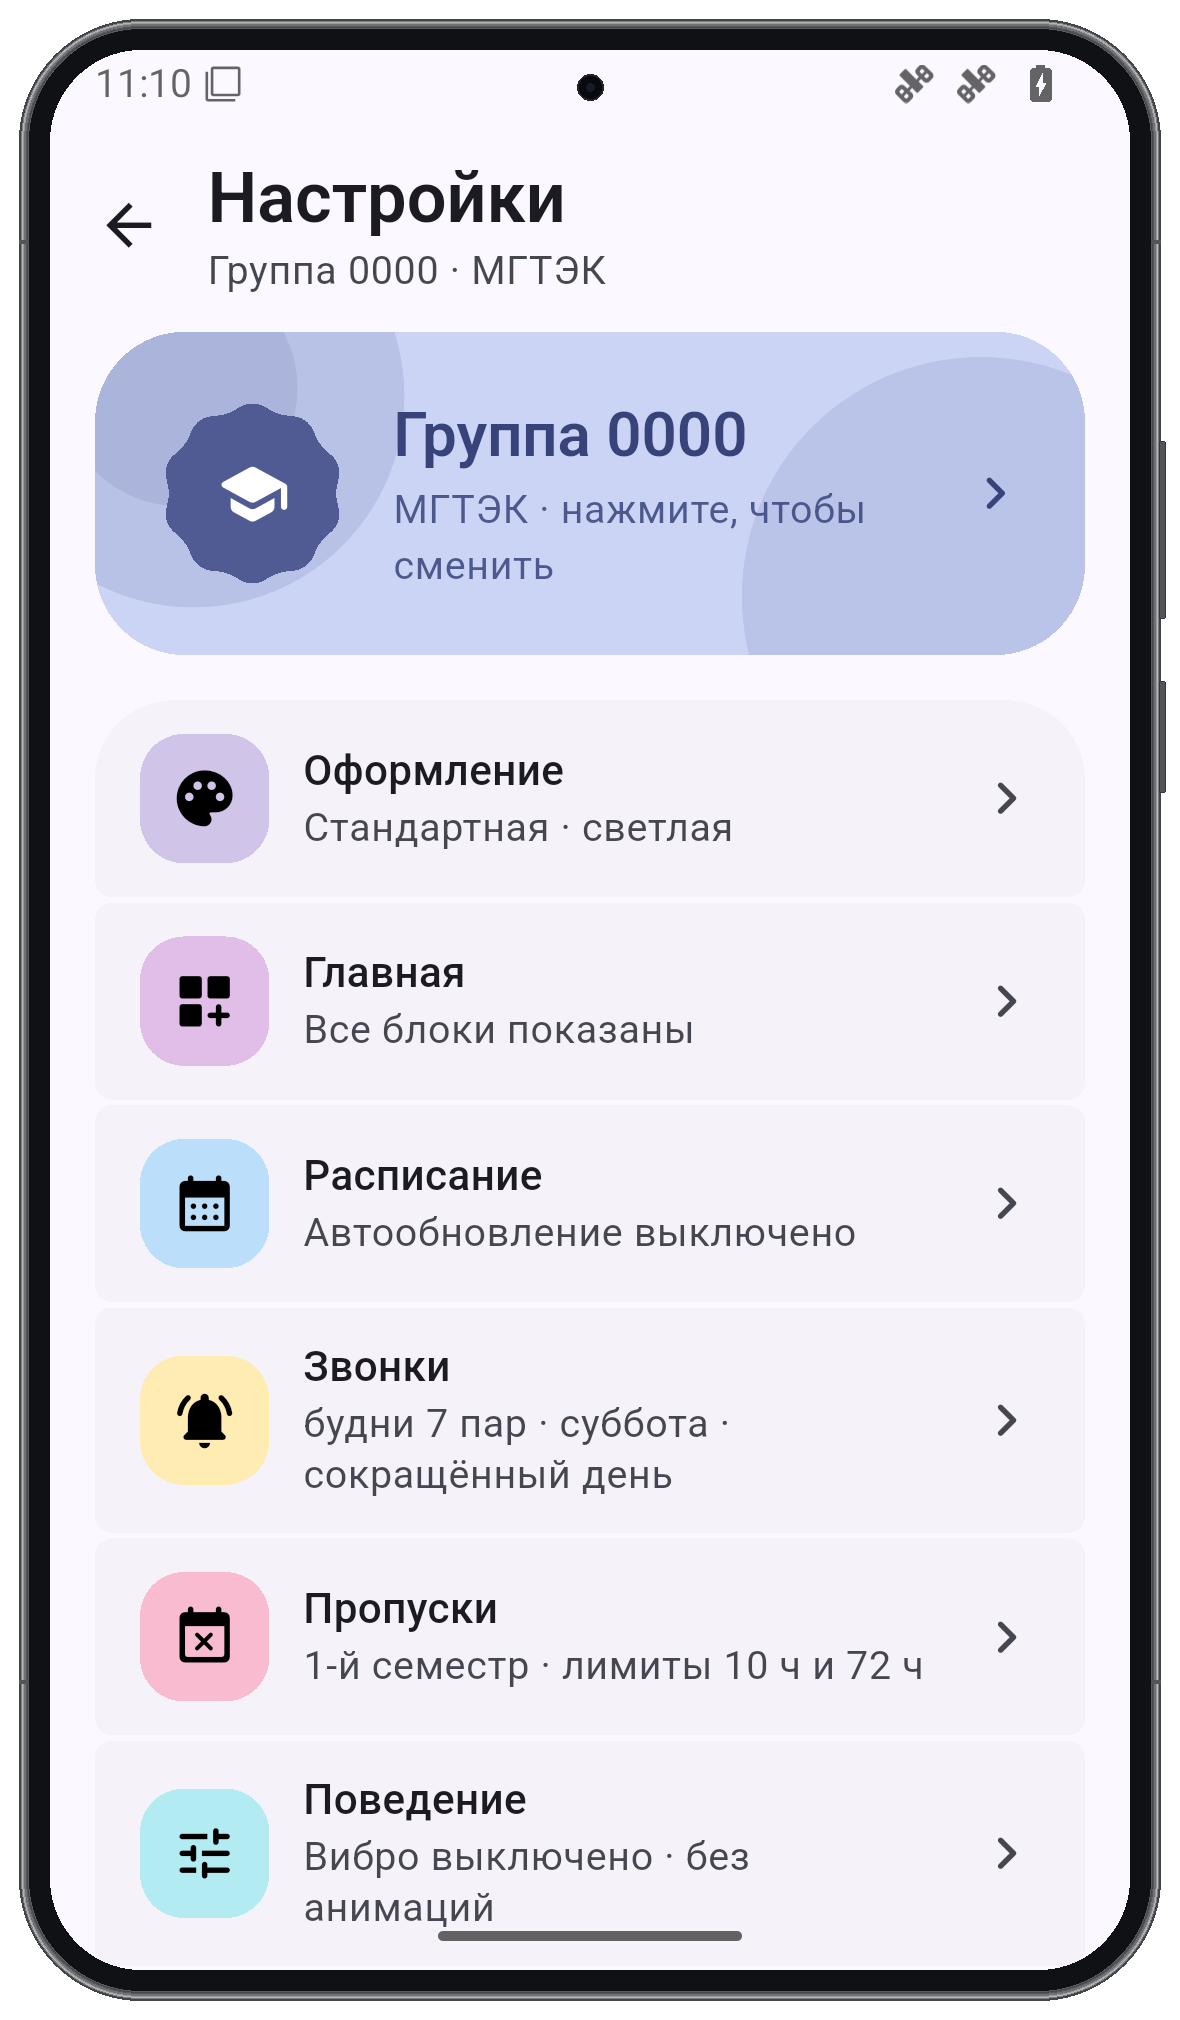 11:10
Настройки
Группа 0000 · МГТЭК
Группа 0000
МГТЭК · нажмите, чтобы
сменить
Оформление
Стандартная · светлая
Главная
Все блоки показаны
Расписание
Автообновление выключено
Звонки
будни 7 пар · суббота ·
сокращённый день
Пропуски
1-й семестр · лимиты 10 ч и 72 ч
Поведение
Вибро выключено · без
анимаций